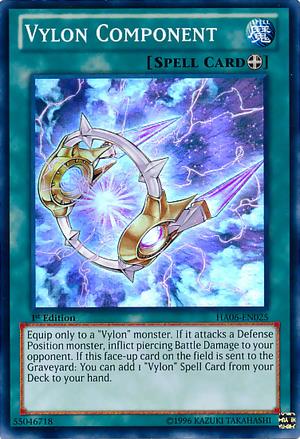 VYLON COMPONENT
魔
[SPELL CARD]
1st Edition
HA06-EN025
Equip only to a "Vylon" monster. If it attacks a Defense
Position monster, inflict piercing Battle Damage to your
opponent. If this face-up card on the field is sent to the
Graveyard: You can add 1 "Vylon" Spell Card from your
Deck to your hand.
55046718
©1996 KAZUKI TAKAHASHI